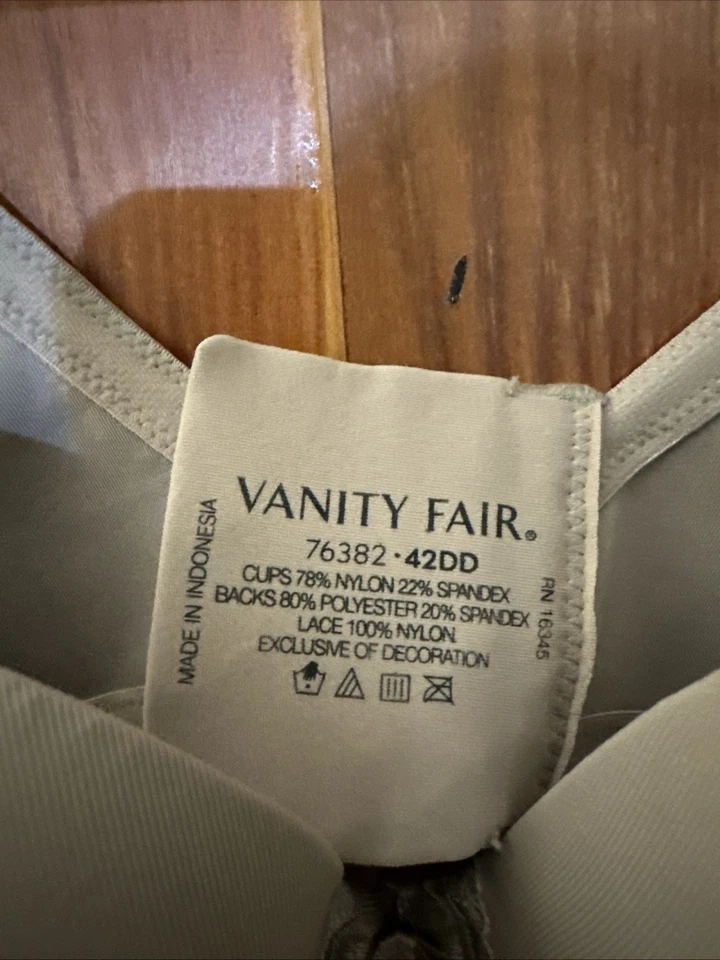 VANITY FAIR®
76382 · 42DD
CUPS 78% NYLON 22% SPANDEX
BACKS 80% POLYESTER 20% SPANDEX
LACE 100% NYLON
EXCLUSIVE OF DECORATION
MADE IN INDONESIA
RN 16345